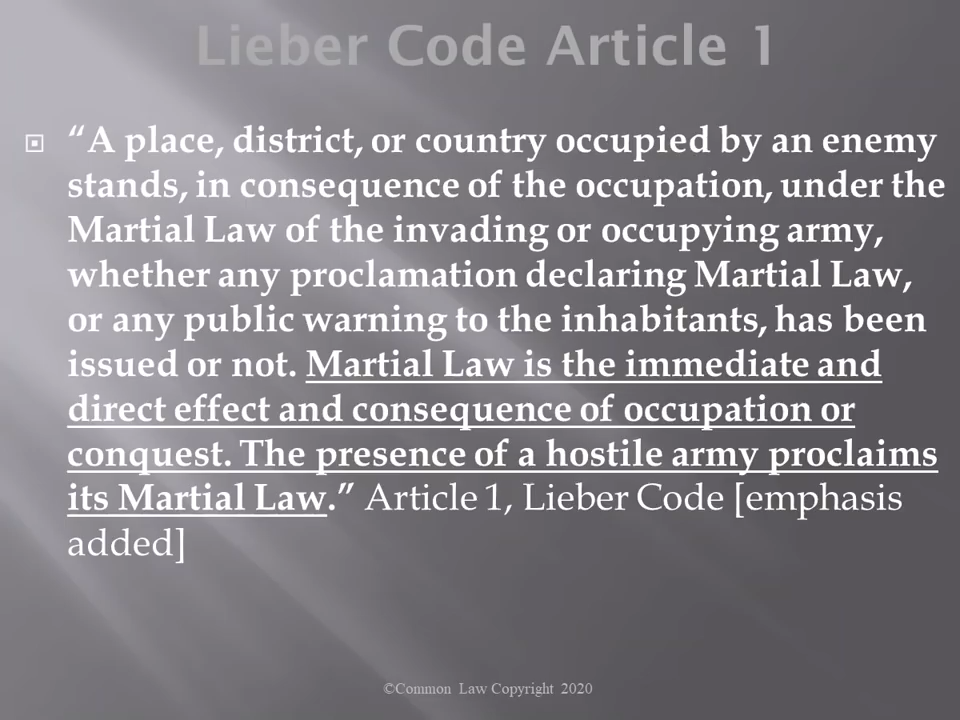 Lieber Code Article 1
“A place, district, or country occupied by an enemy
stands, in consequence of the occupation, under the
Martial Law of the invading or occupying army,
whether any proclamation declaring Martial Law,
or any public warning to the inhabitants, has been
issued or not. Martial Law is the immediate and
direct effect and consequence of occupation or
conquest. The presence of a hostile army proclaims
its Martial Law.” Article 1, Lieber Code [emphasis
added]
©Common Law Copyright 2020